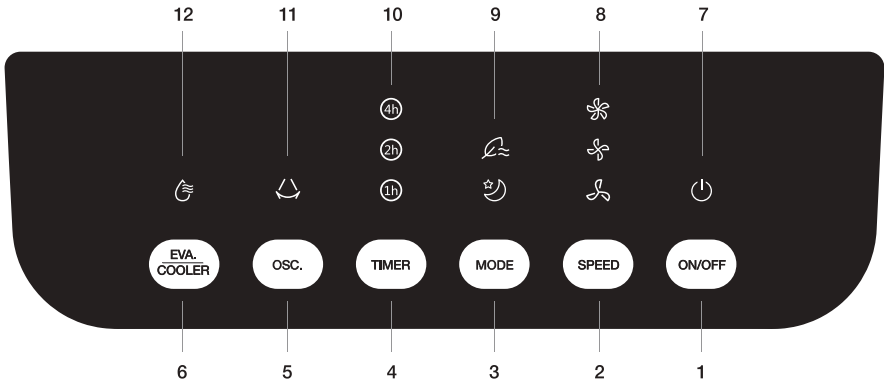 12 11 10 9 8 7
4h
2h
1h
EVA.
COOLER
OSC.
TIMER
MODE
SPEED
ON/OFF
6 5 4 3 2 1